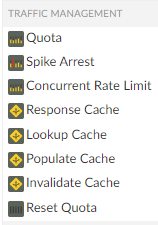 TRAFFIC MANAGEMENT
Quota
Spike Arrest
Concurrent Rate Limit
Response Cache
Lookup Cache
Populate Cache
Invalidate Cache
Reset Quota